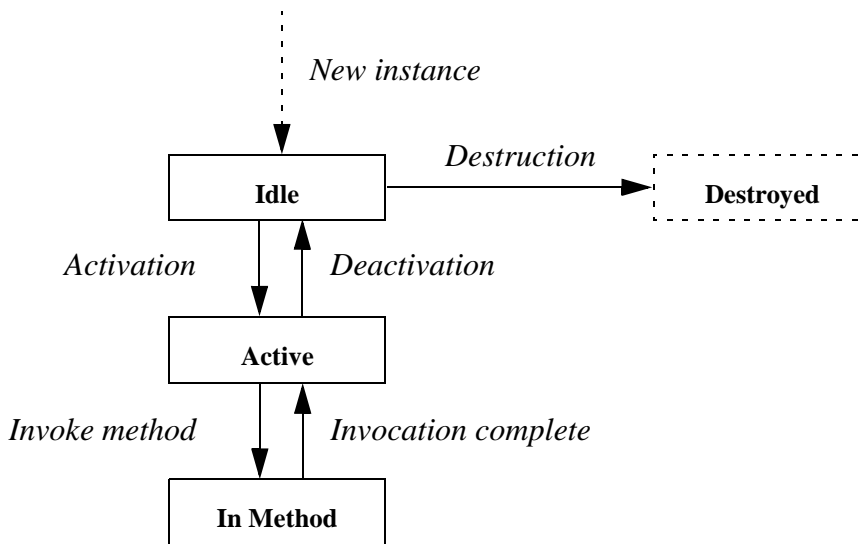 New instance
Destruction
Idle
Destroyed
Activation
Deactivation
Active
Invoke method
Invocation complete
In Method